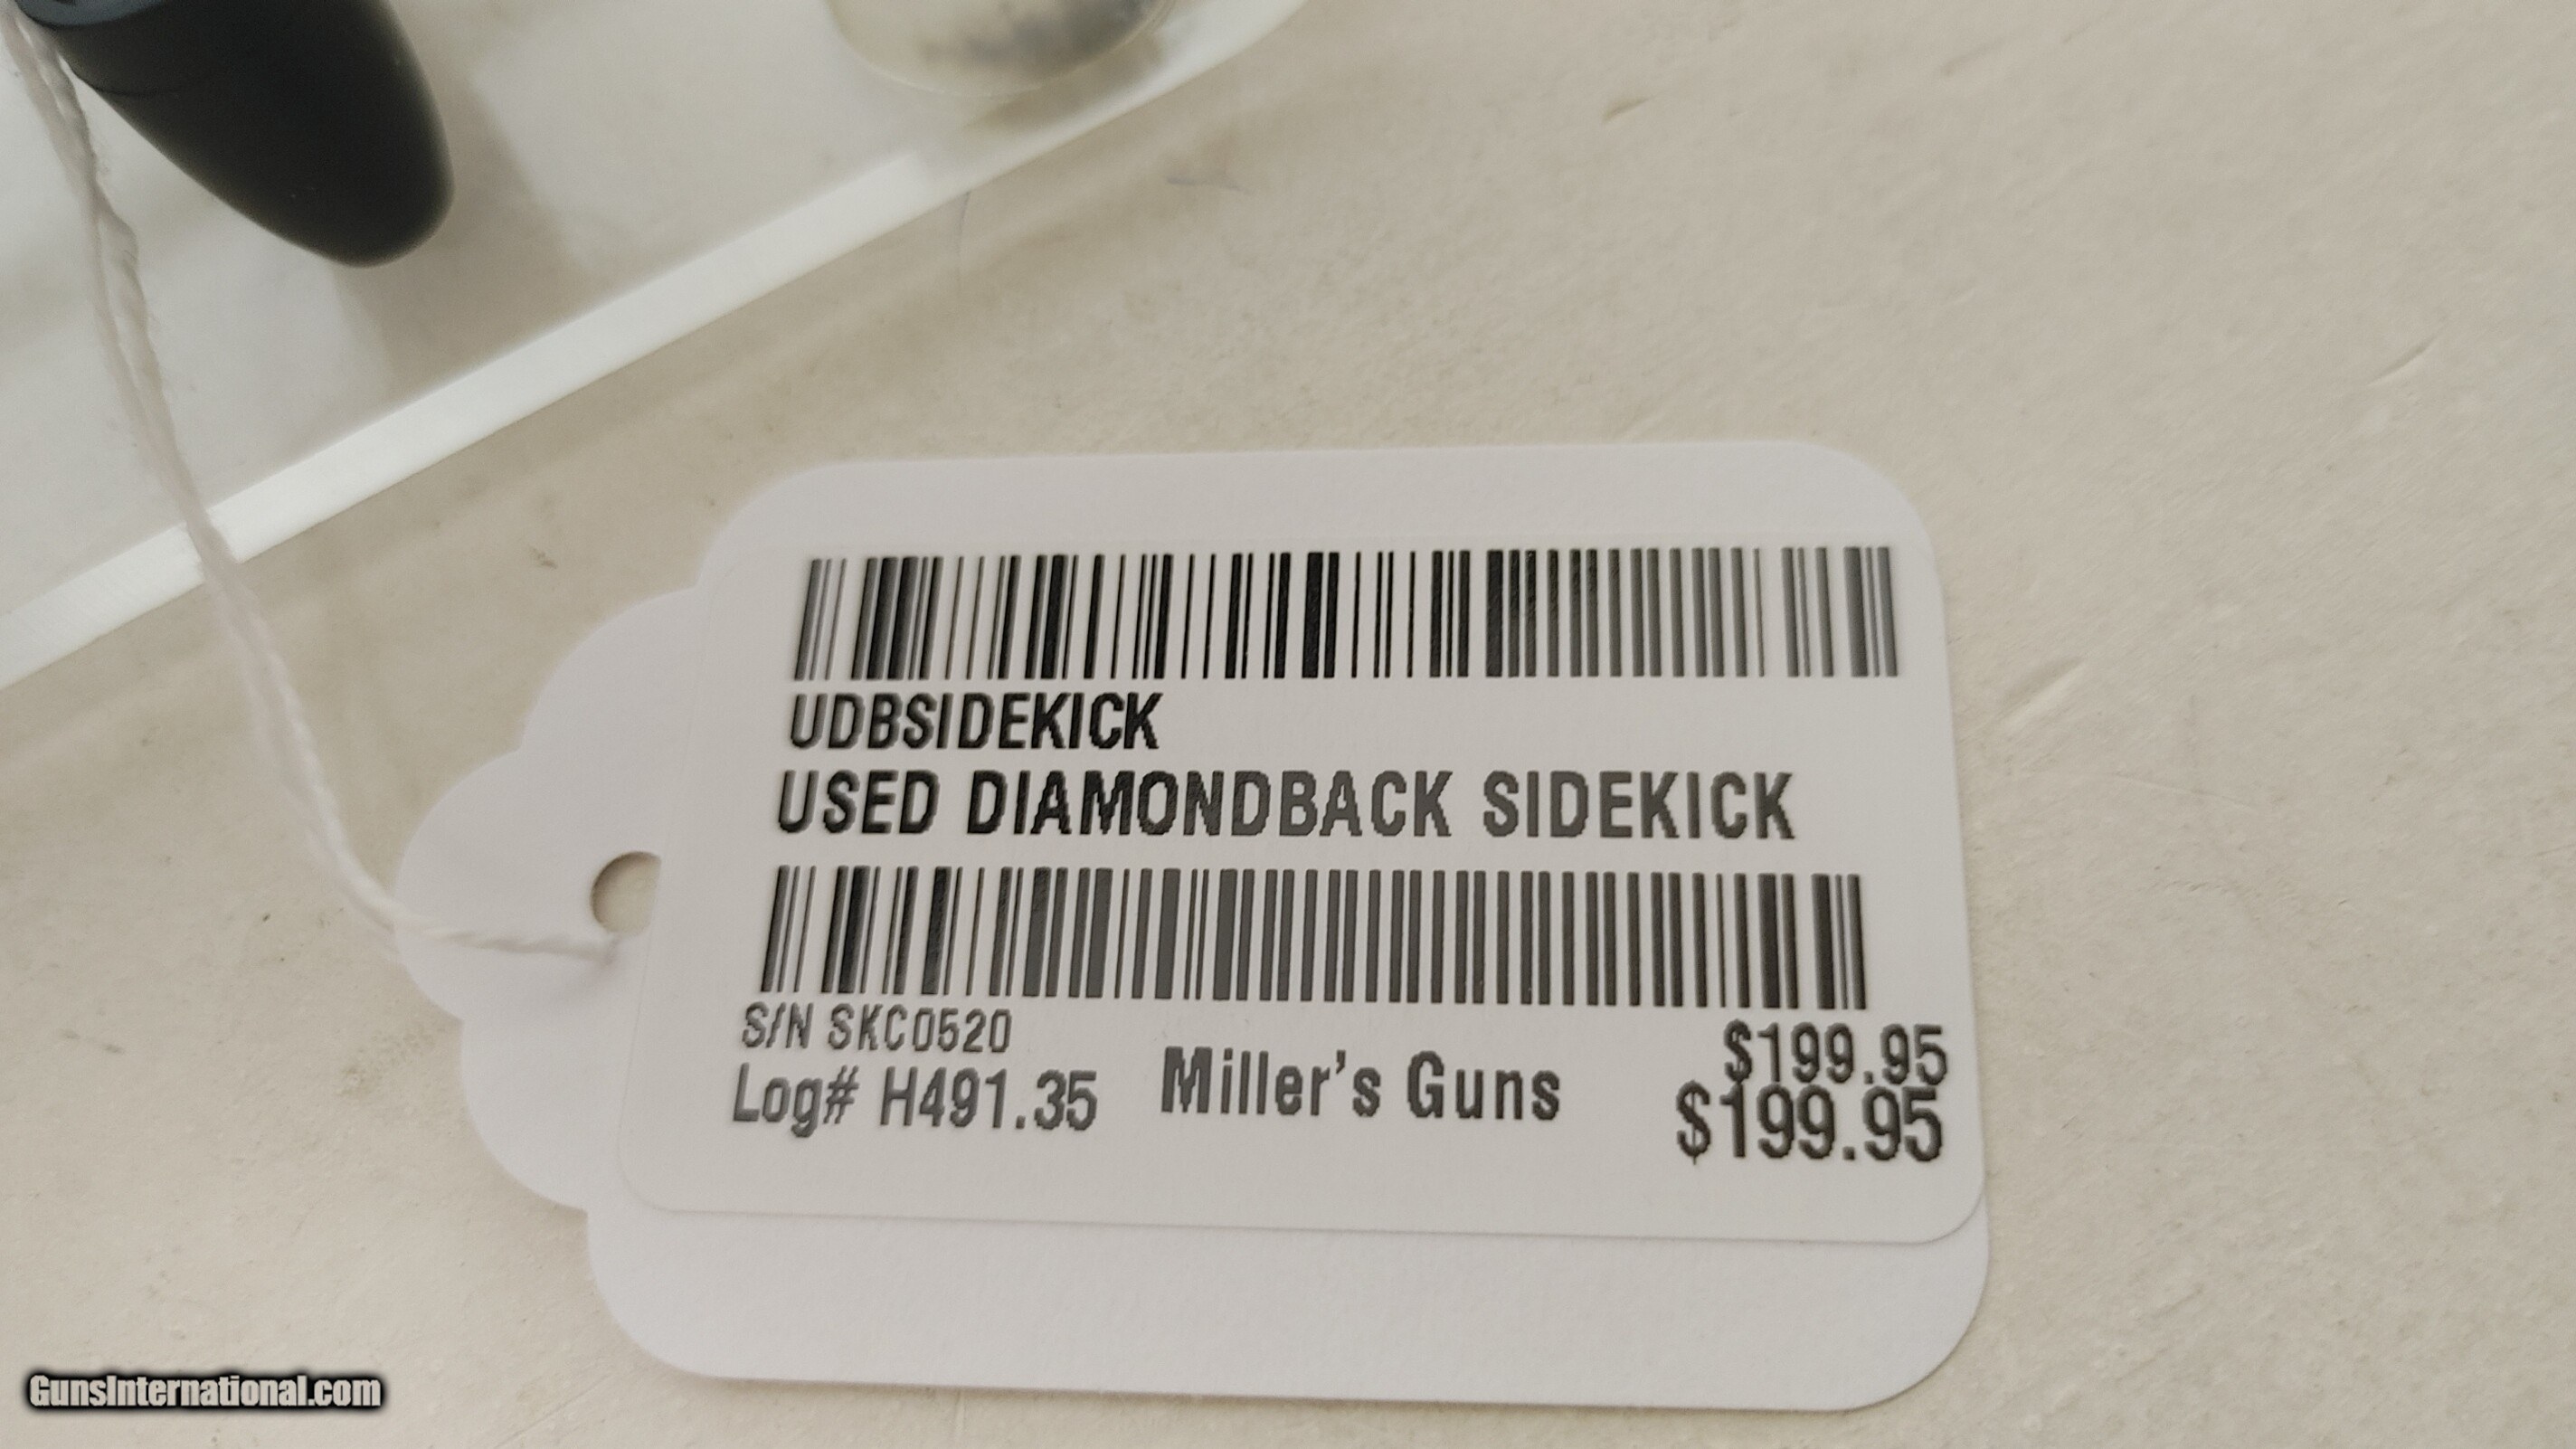 UDBSIDEKICK
USED DIAMONDBACK SIDEKICK
S/N SKC0520
$199.95
Log# H491.35 Miller's Guns $199.95
GunsInternational.com